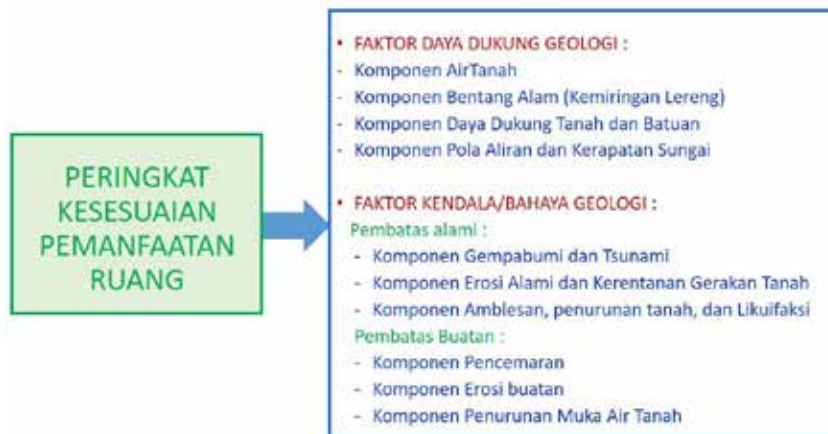 PERINGKAT
KESESUAIAN
PEMANFAATAN
RUANG
• FAKTOR DAYA DUKUNG GEOLOGI :
- Komponen AirTanah
- Komponen Bentang Alam (Kemiringan Lereng)
- Komponen Daya Dukung Tanah dan Batuan
- Komponen Pola Aliran dan Kerapatan Sungai
• FAKTOR KENDALA/BAHAYA GEOLOGI :
Pembatas alami :
- Komponen Gempabumi dan Tsunami
- Komponen Erosi Alami dan Kerentanan Gerakan Tanah
- Komponen Amblesan, penurunan tanah, dan Likuifaksi
Pembatas Buatan :
- Komponen Pencemaran
- Komponen Erosi buatan
- Komponen Penurunan Muka Air Tanah